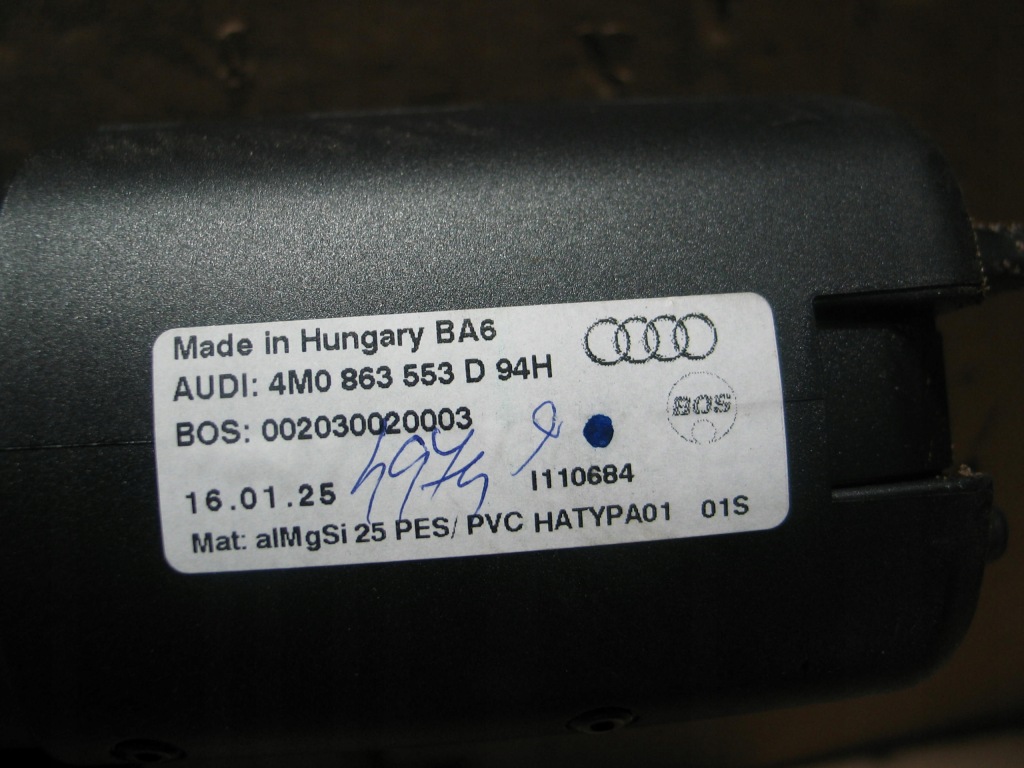 Made in Hungary BA6
AUDI: 4M0 863 553 D 94H
BOS: 002030020003
BOS
16.01.25
I110684
Mat: alMgSi 25 PES/ PVC HATYPA01 01S